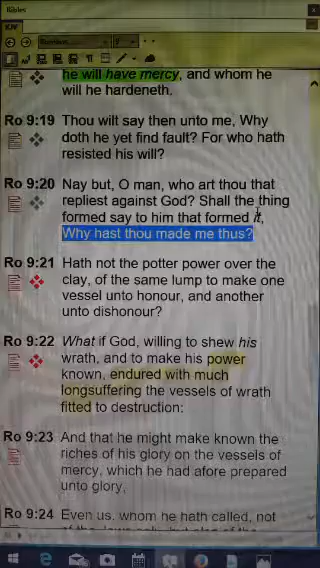 Bibles
KJV
he will have mercy, and whom he
will he hardeneth.
Ro 9:19 Thou wilt say then unto me, Why
doth he yet find fault? For who hath
resisted his will?
Ro 9:20 Nay but, O man, who art thou that
repliest against God? Shall the thing
formed say to him that formed it,
Why hast thou made me thus?
Ro 9:21 Hath not the potter power over the
clay, of the same lump to make one
vessel unto honour, and another
unto dishonour?
Ro 9:22 What if God, willing to shew his
wrath, and to make his power
known, endured with much
longsuffering the vessels of wrath
fitted to destruction:
Ro 9:23 And that he might make known the
riches of his glory on the vessels of
mercy, which he had afore prepared
unto glory,
Ro 9:24 Even us, whom he hath called, not